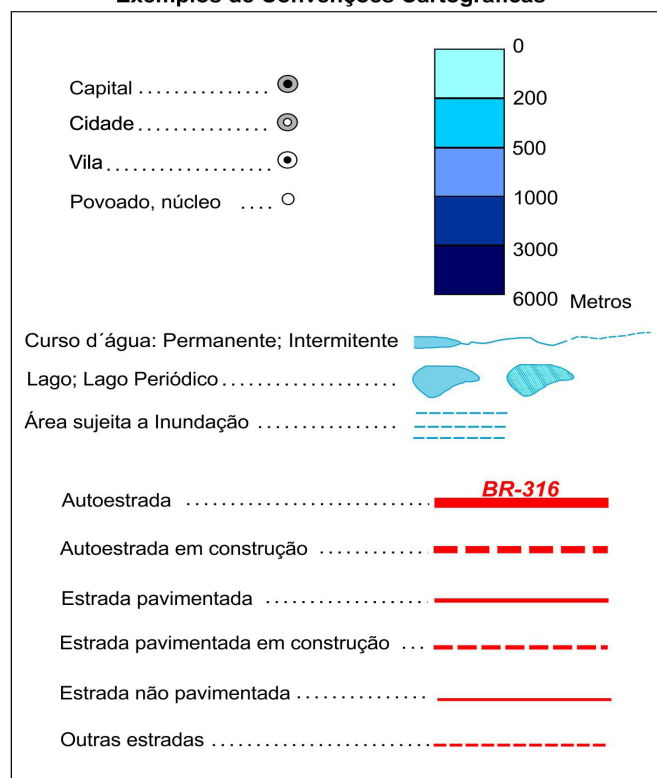 Exemplos de Convenções Cartográficas
Capital ...............
Cidade ...............
Vila ...................
Povoado, núcleo ....
0
200
500
1000
3000
6000 Metros
Curso d´água: Permanente; Intermitente
Lago; Lago Periódico ....................
Área sujeita a Inundação ................
BR-316
Autoestrada ............................
Autoestrada em construção .............
Estrada pavimentada ...................
Estrada pavimentada em construção ...
Estrada não pavimentada ...............
Outras estradas .........................